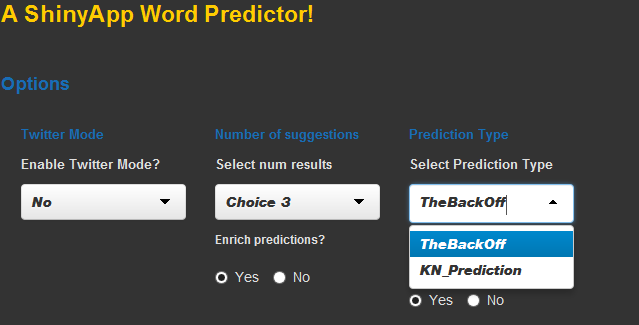 A ShinyApp Word Predictor!
Options
Twitter Mode
Enable Twitter Mode?
No
Number of suggestions
Select num results
Choice 3
Enrich predictions?
Yes No
Prediction Type
Select Prediction Type
TheBackOff
TheBackOff
KN_Prediction
Yes No